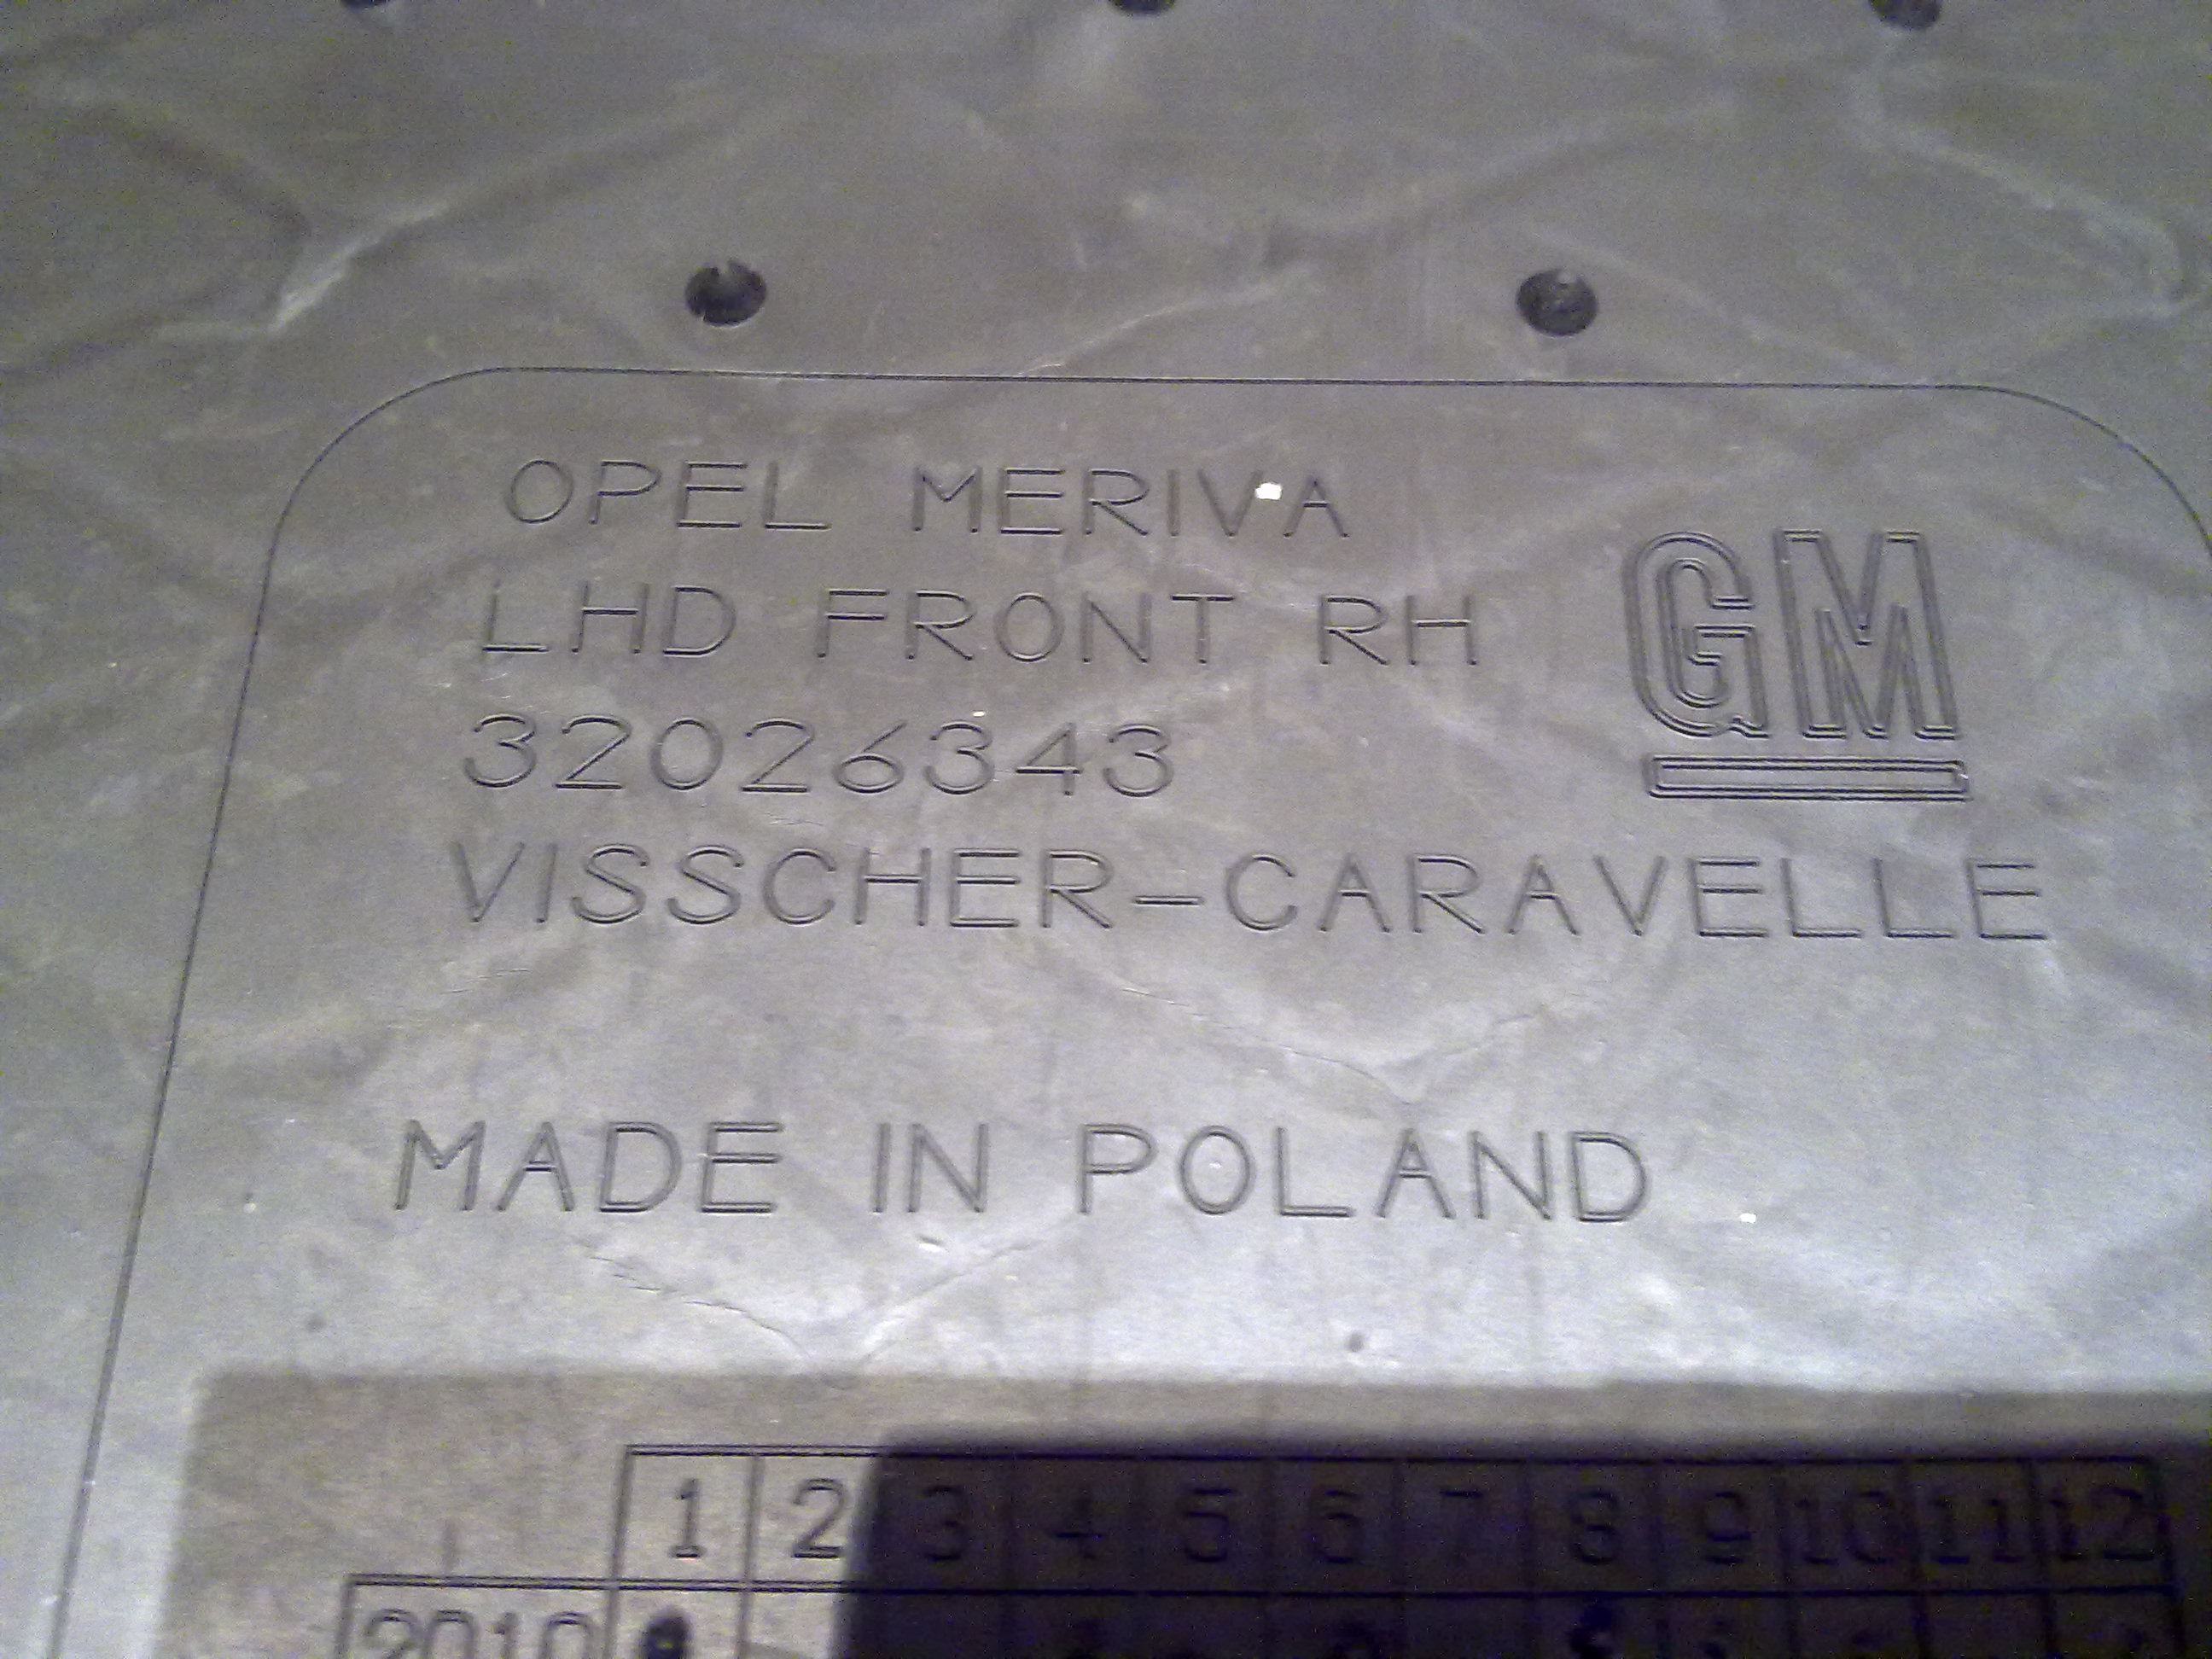 OPEL MERIVA
LHD FRONT RH
GM
32026343
VISSCHER-CARAVELLE
MADE IN POLAND
1 2 3 4 5 6 7 8 9 10 11 12
2010